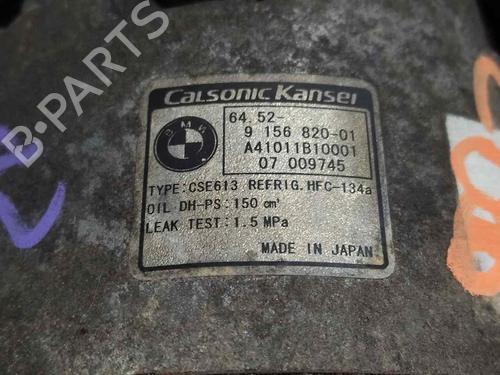 CALSONIC KANSEI
BMW
64.52-
9 156 820-01
A41011B10001
07 009745
TYPE:CSE613 REFRIG.HFC-134a
OIL DH-PS:150 cm³
LEAK TEST:1.5 MPa
MADE IN JAPAN
B-PARTS